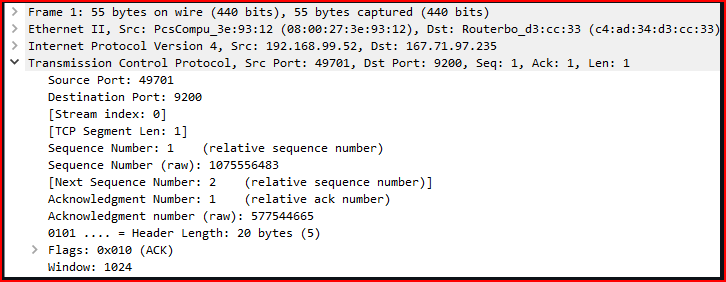 Frame 1: 55 bytes on wire (440 bits), 55 bytes captured (440 bits)
Ethernet II, Src: PcsCompu_3e:93:12 (08:00:27:3e:93:12), Dst: Routerbo_d3:cc:33 (c4:ad:34:d3:cc:33)
Internet Protocol Version 4, Src: 192.168.99.52, Dst: 167.71.97.235
Transmission Control Protocol, Src Port: 49701, Dst Port: 9200, Seq: 1, Ack: 1, Len: 1
Source Port: 49701
Destination Port: 9200
[Stream index: 0]
[TCP Segment Len: 1]
Sequence Number: 1    (relative sequence number)
Sequence Number (raw): 1075556483
[Next Sequence Number: 2    (relative sequence number)]
Acknowledgment Number: 1    (relative ack number)
Acknowledgment number (raw): 577544665
0101 .... = Header Length: 20 bytes (5)
Flags: 0x010 (ACK)
Window: 1024